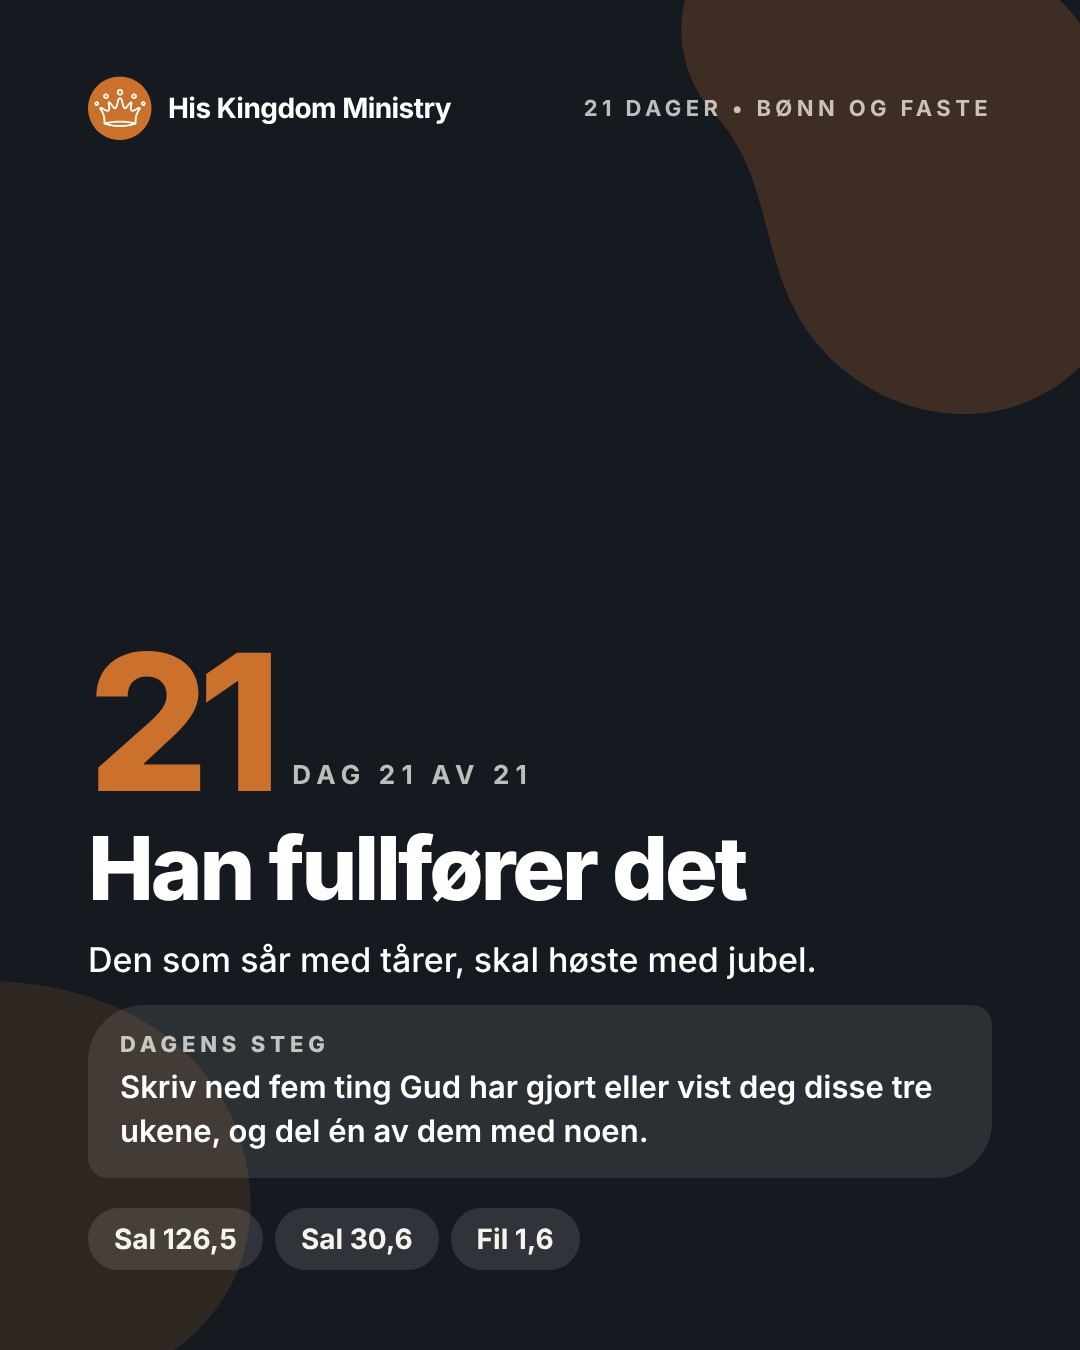 His Kingdom Ministry
21 DAGER • BØNN OG FASTE
21
DAG 21 AV 21
Han fullfører det
Den som sår med tårer, skal høste med jubel.
DAGENS STEG
Skriv ned fem ting Gud har gjort eller vist deg disse tre
ukene, og del én av dem med noen.
Sal 126,5
Sal 30,6
Fil 1,6